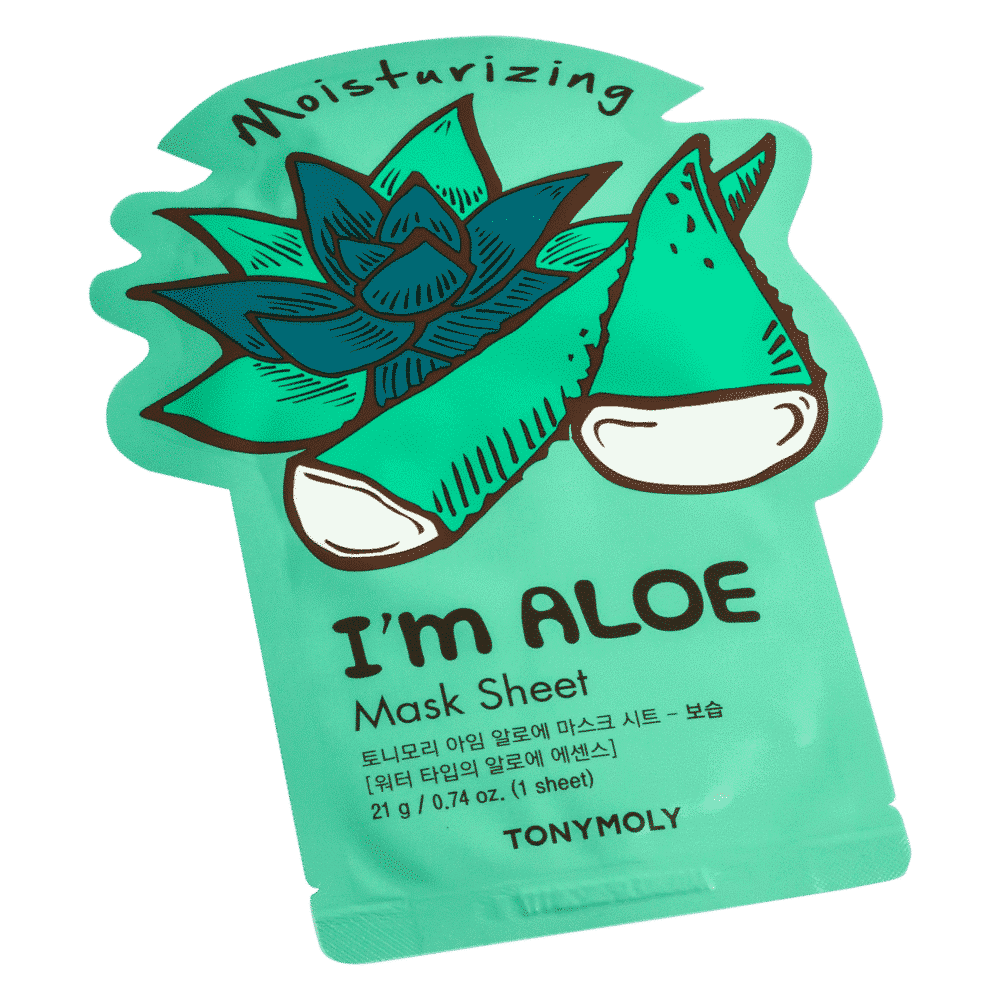 Moisturizing
I'm ALOE
Mask Sheet
토니모리 아임 알로에 마스크 시트 - 보습
[워터 타입의 알로에 에센스]
21 g / 0.74 oz. (1 sheet)
TONYMOLY